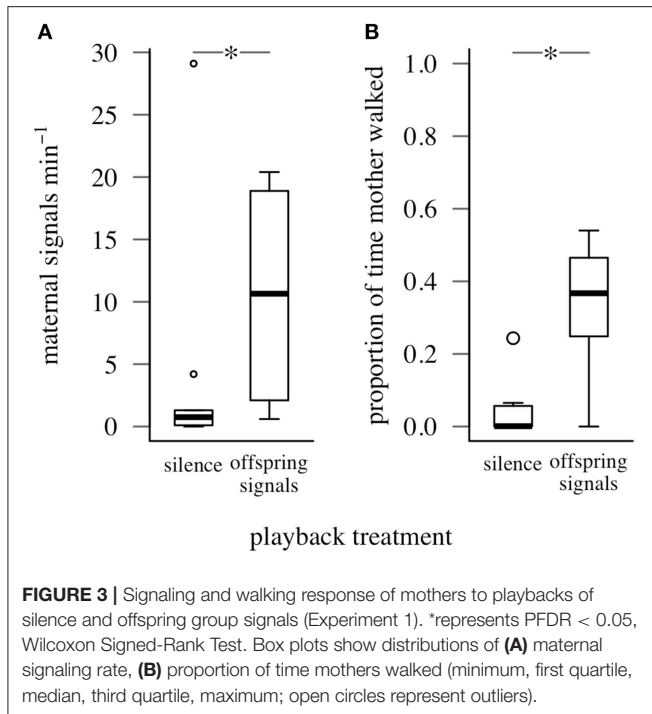 A
B
*
*
30
25
20
15
10
5
0
maternal signals min⁻¹
1.0
0.8
0.6
0.4
0.2
0.0
proportion of time mother walked
silence offspring
signals
silence offspring
signals
playback treatment
FIGURE 3 | Signaling and walking response of mothers to playbacks of
silence and offspring group signals (Experiment 1). *represents PFDR < 0.05,
Wilcoxon Signed-Rank Test. Box plots show distributions of (A) maternal
signaling rate, (B) proportion of time mothers walked (minimum, first quartile,
median, third quartile, maximum; open circles represent outliers).